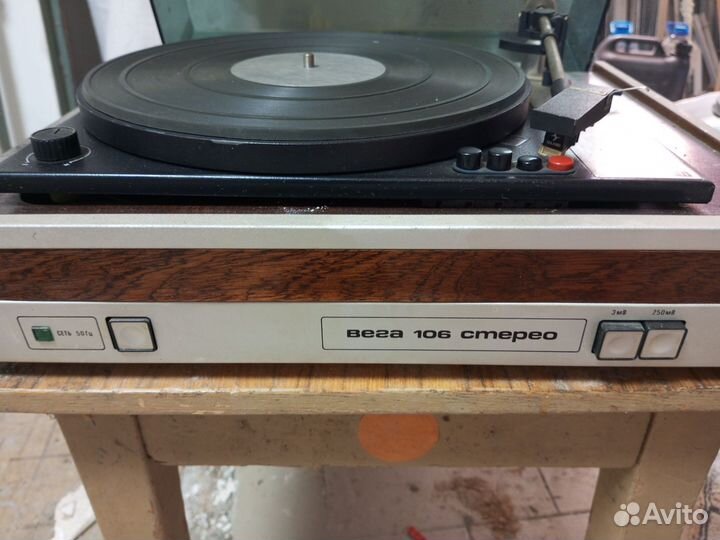 3мВ 250мВ
СЕТЬ 50Гц
Вега 106 стерео
Avito